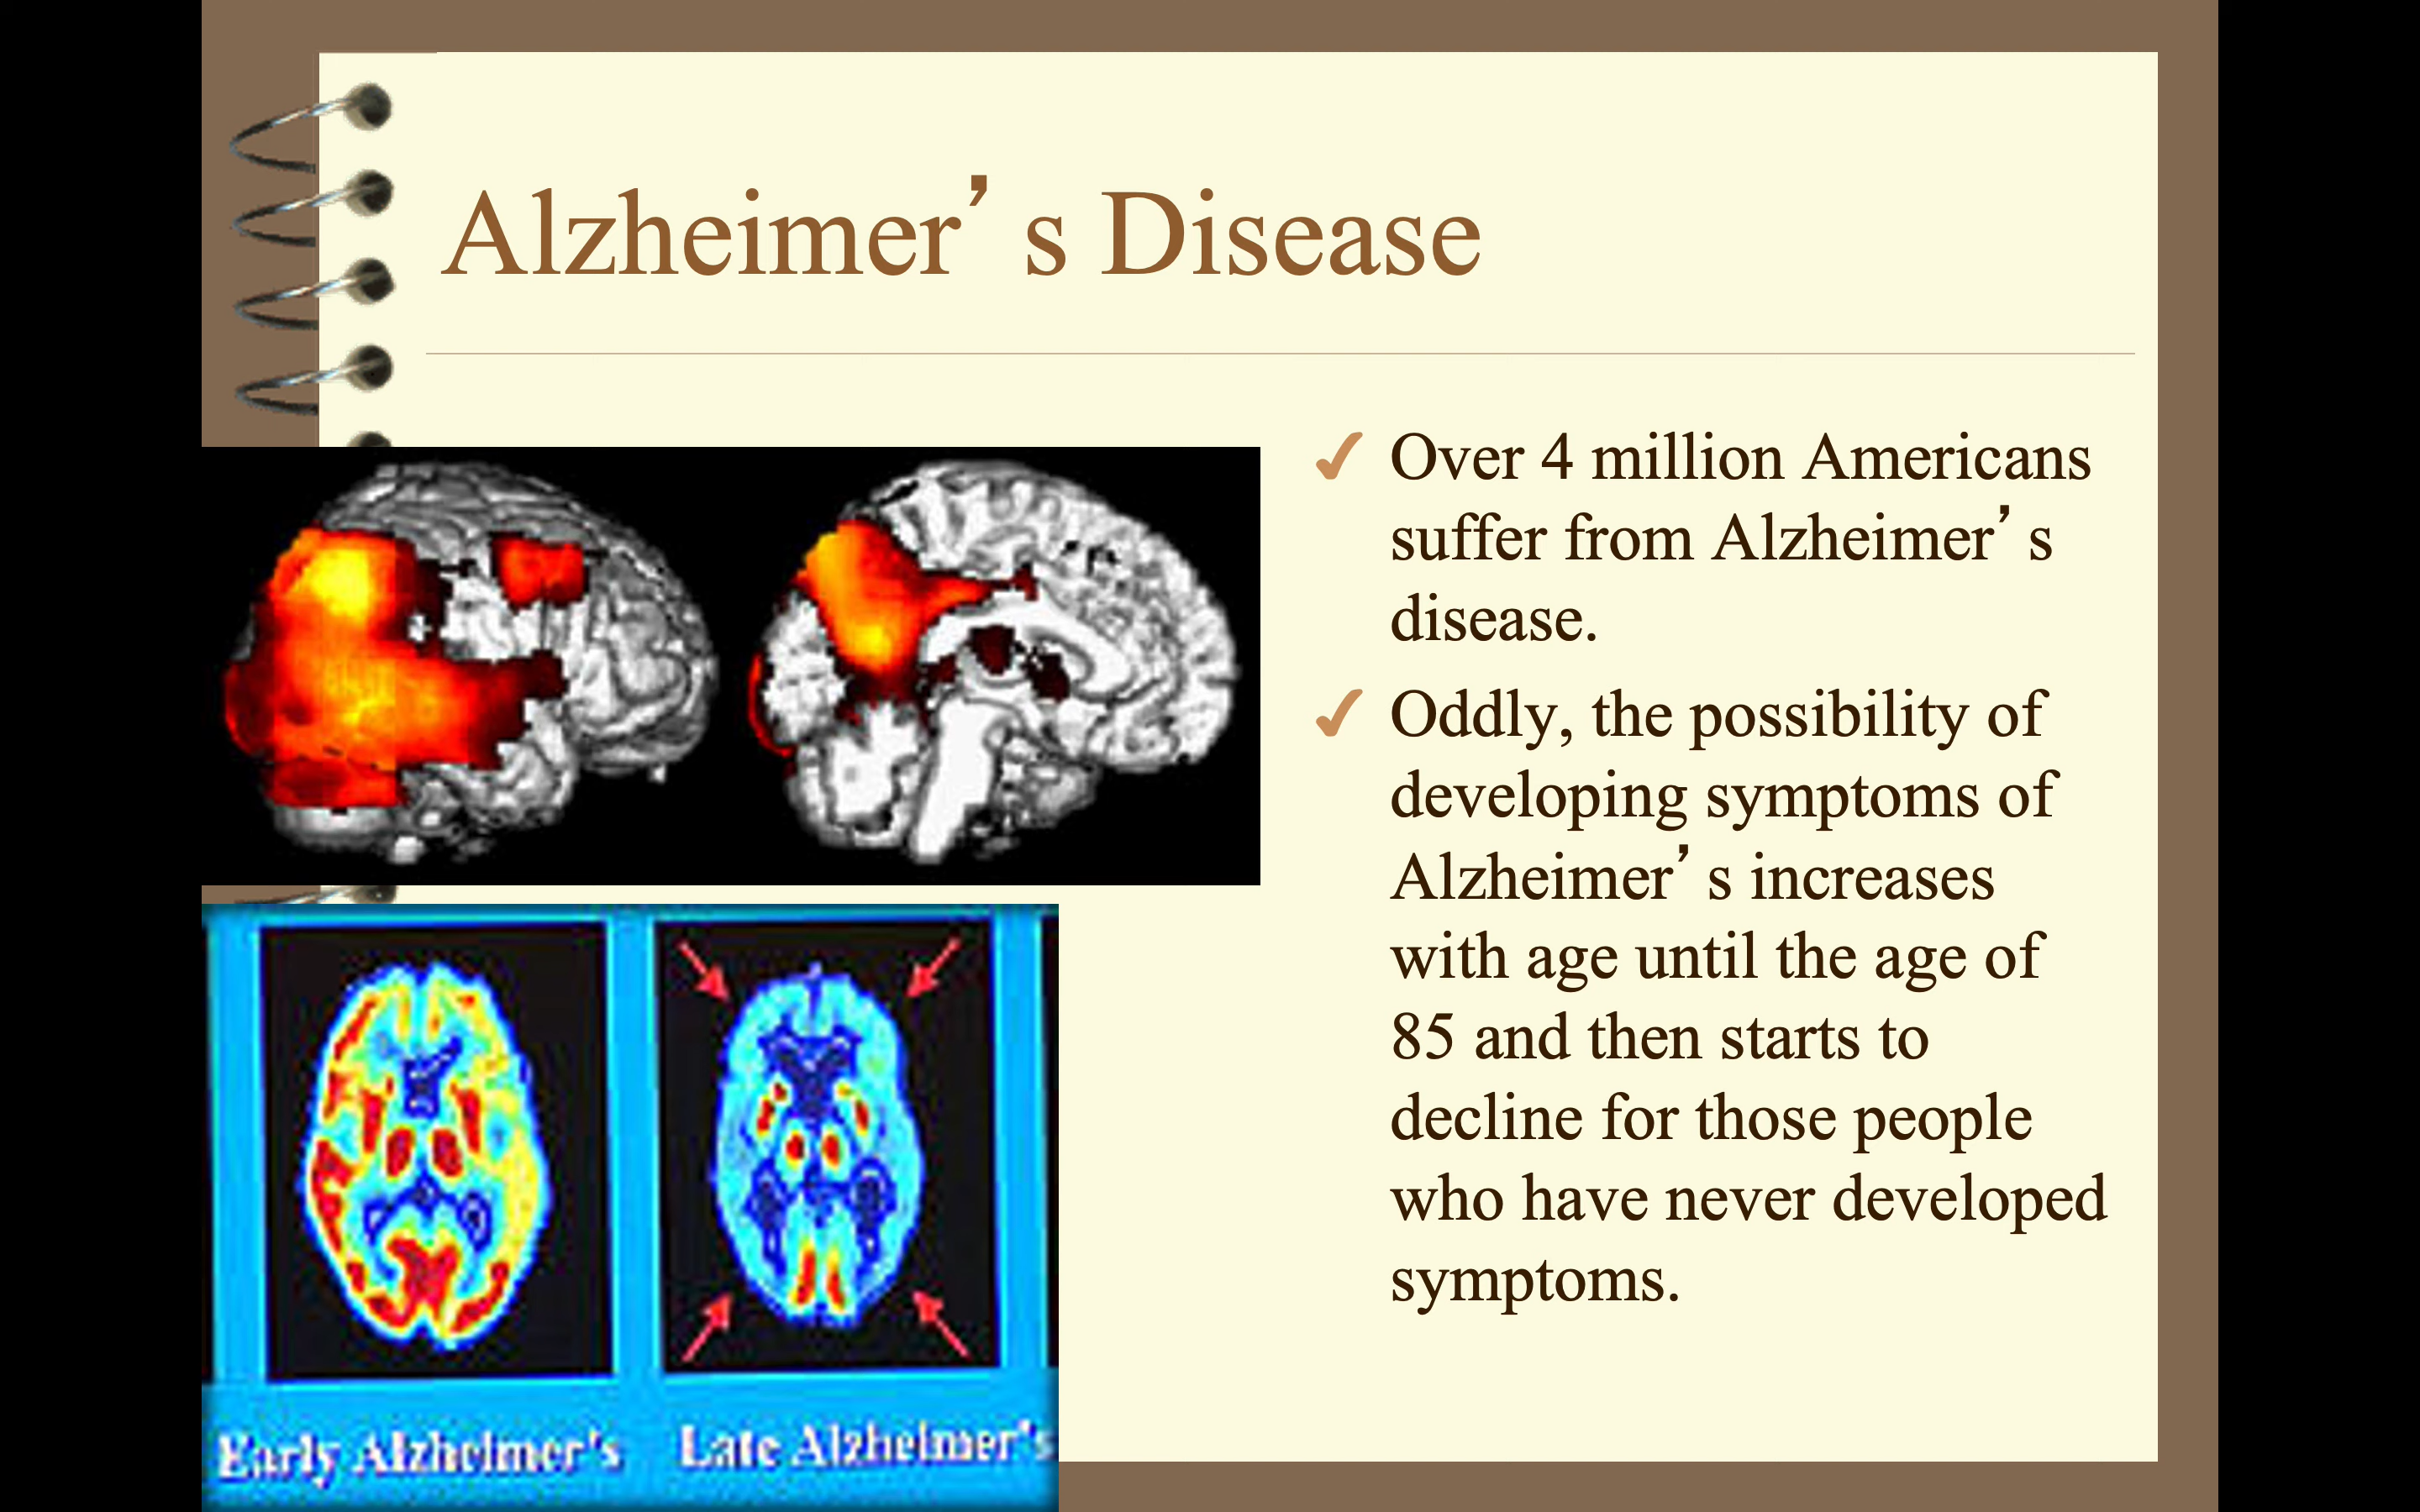 Alzheimer’s Disease
✓ Over 4 million Americans
suffer from Alzheimer’s
disease.
✓ Oddly, the possibility of
developing symptoms of
Alzheimer’s increases
with age until the age of
85 and then starts to
decline for those people
who have never developed
symptoms.
Early Alzheimer's
Late Alzheimer's